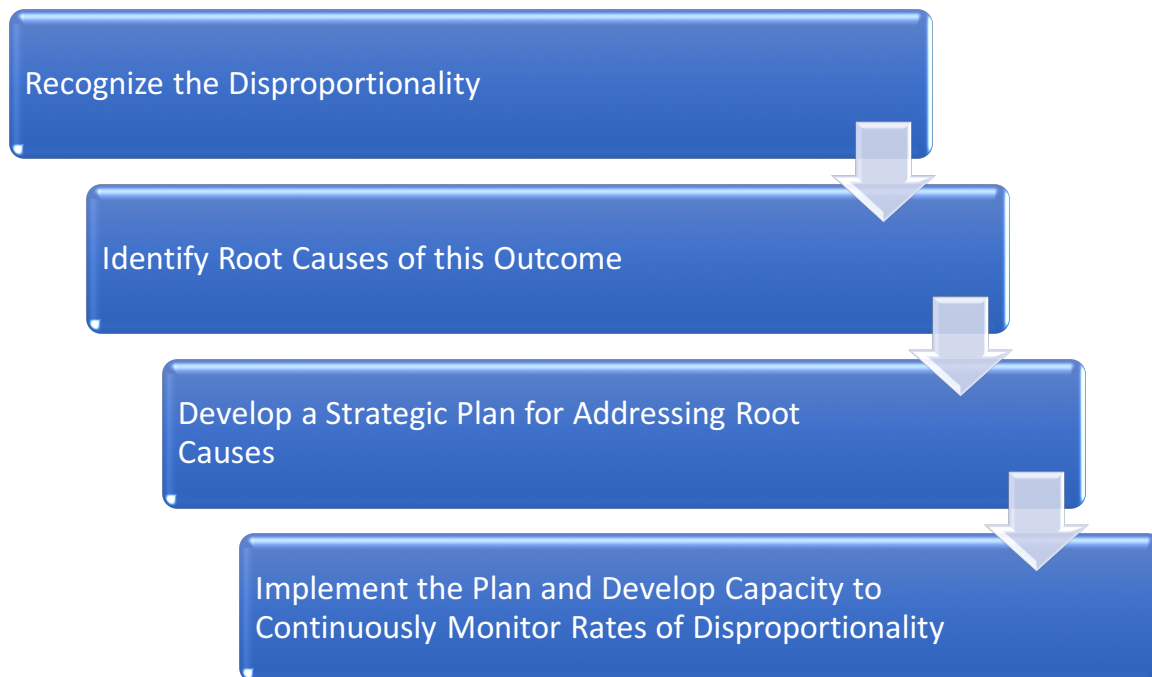 Recognize the Disproportionality
Identify Root Causes of this Outcome
Develop a Strategic Plan for Addressing Root
Causes
Implement the Plan and Develop Capacity to
Continuously Monitor Rates of Disproportionality